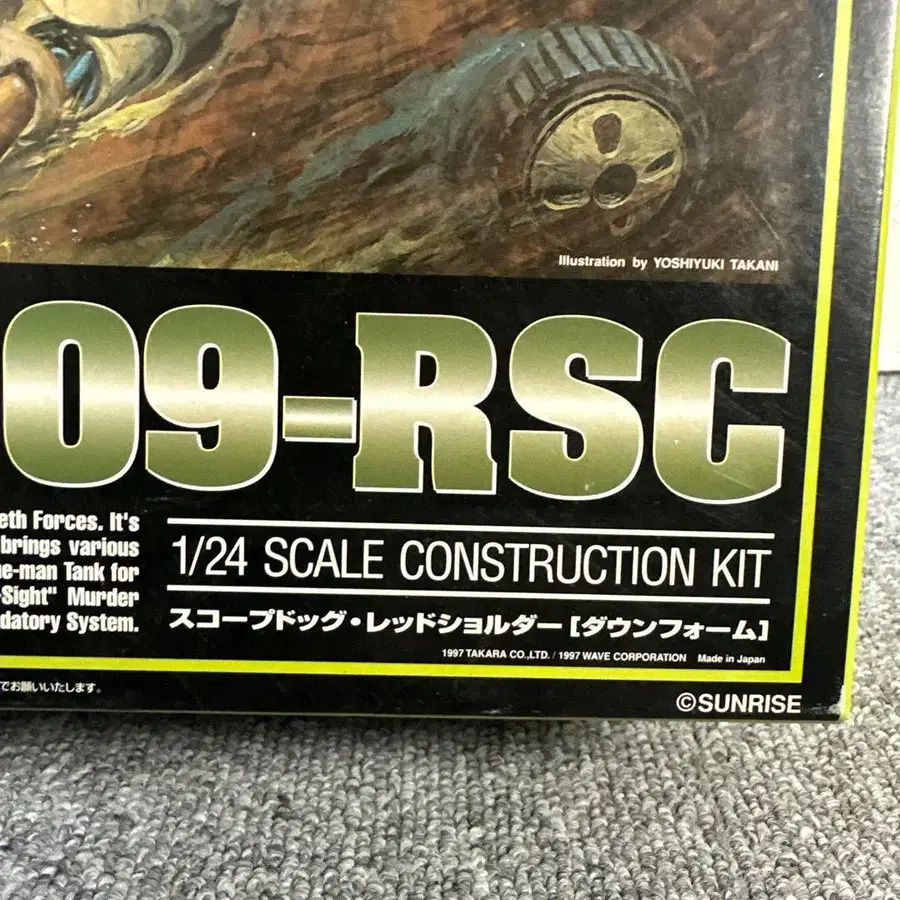 Illustration by YOSHIYUKI TAKANI
09-RSC
eth Forces. It's
brings various
e-man Tank for
-Sight" Murder
datory System.
1/24 SCALE CONSTRUCTION KIT
スコープドッグ・レッドショルダー [ダウンフォーム]
1997 TAKARA CO.,LTD. / 1997 WAVE CORPORATION Made in Japan
でお願いいたします。
©SUNRISE